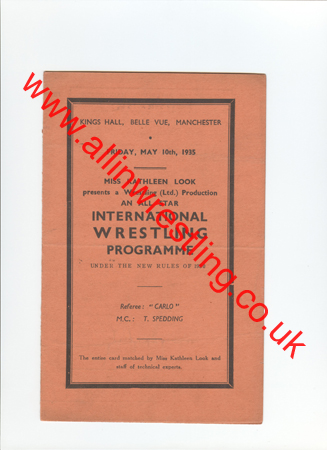 KINGS HALL, BELLE VUE, MANCHESTER
FRIDAY, MAY 10th, 1935
MISS KATHLEEN LOOK
presents a Wrestling (Ltd.) Production
AN ALL STAR
INTERNATIONAL
WRESTLING
PROGRAMME
UNDER THE NEW RULES OF
Referee: "CARLO"
M.C.: T. SPEDDING
The entire card matched by Miss Kathleen Look and
staff of technical experts.
www.allinwrestling.co.uk